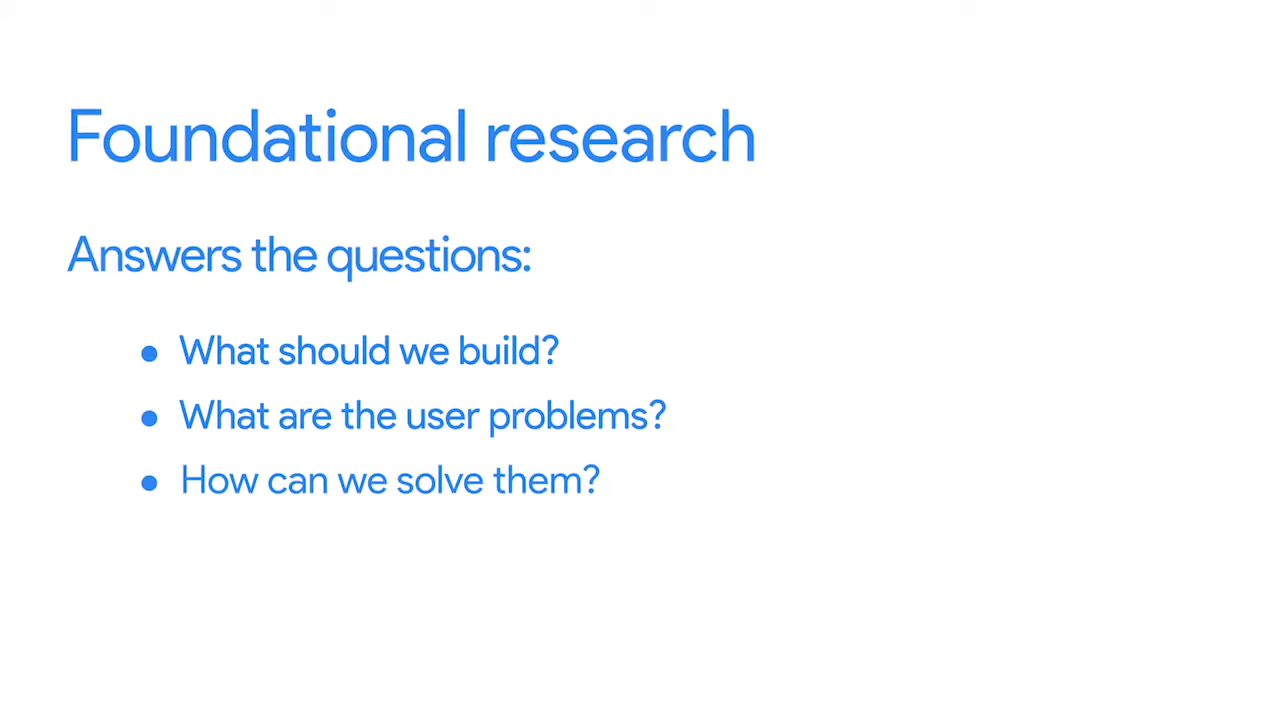 Foundational research
Answers the questions:
● What should we build?
● What are the user problems?
● How can we solve them?